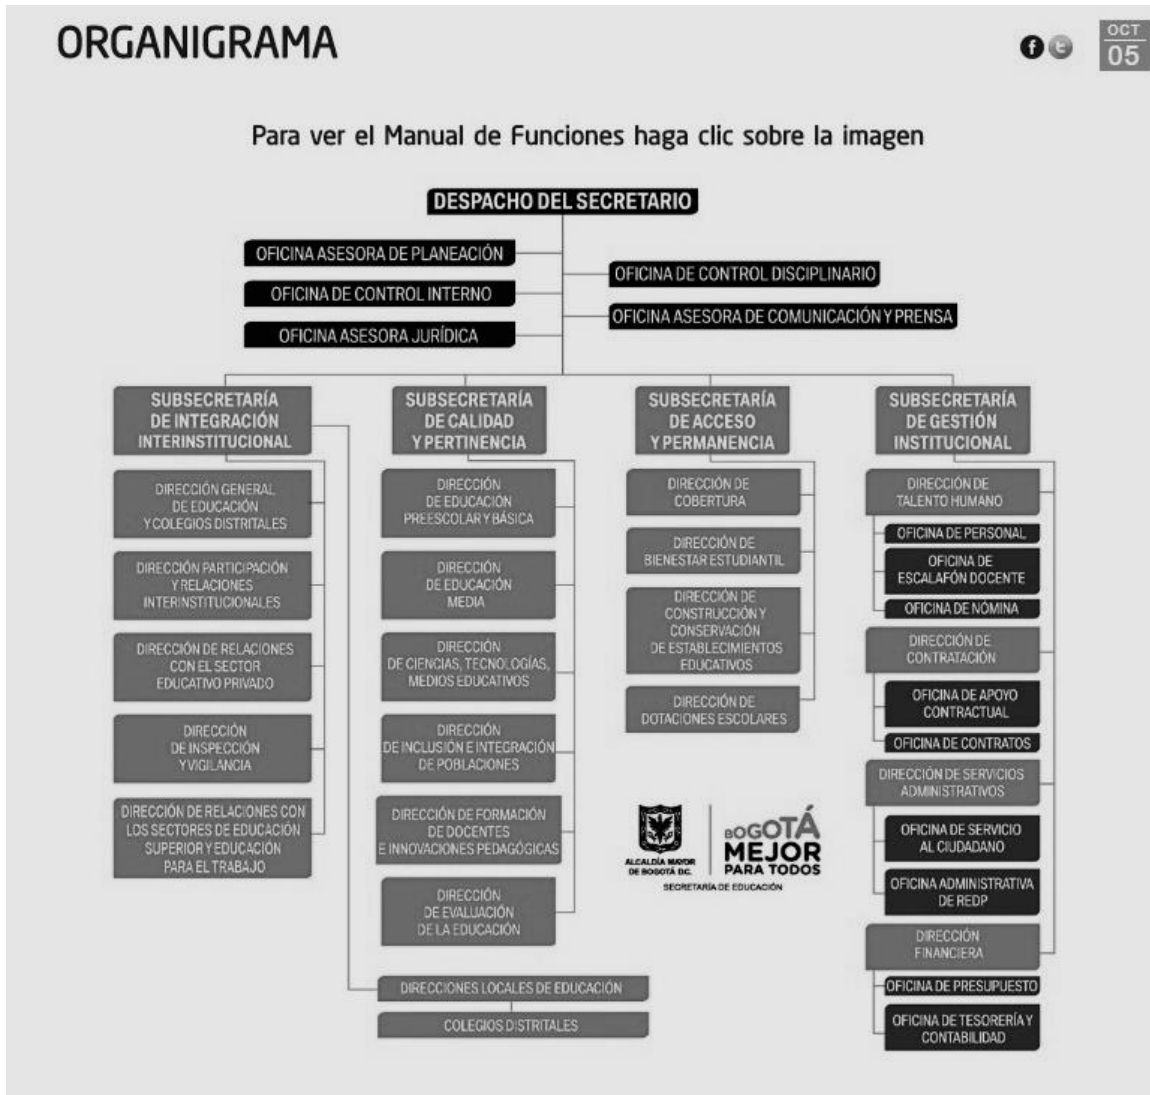 ORGANIGRAMA
OCT
05
Para ver el Manual de Funciones haga clic sobre la imagen
DESPACHO DEL SECRETARIO
OFICINA ASESORA DE PLANEACIÓN
OFICINA DE CONTROL INTERNO
OFICINA ASESORA JURÍDICA
OFICINA DE CONTROL DISCIPLINARIO
OFICINA ASESORA DE COMUNICACIÓN Y PRENSA
SUBSECRETARÍA
DE INTEGRACIÓN
INTERINSTITUCIONAL
DIRECCIÓN GENERAL
DE EDUCACIÓN
Y COLEGIOS DISTRITALES
DIRECCIÓN PARTICIPACIÓN
Y RELACIONES
INTERINSTITUCIONALES
DIRECCIÓN DE RELACIONES
CON EL SECTOR
EDUCATIVO PRIVADO
DIRECCIÓN
DE INSPECCIÓN
Y VIGILANCIA
DIRECCIÓN DE RELACIONES CON
LOS SECTORES DE EDUCACIÓN
SUPERIOR Y EDUCACIÓN
PARA EL TRABAJO
SUBSECRETARÍA
DE CALIDAD
Y PERTINENCIA
DIRECCIÓN
DE EDUCACIÓN
PREESCOLAR Y BÁSICA
DIRECCIÓN
DE EDUCACIÓN
MEDIA
DIRECCIÓN
DE CIENCIAS, TECNOLOGÍAS,
MEDIOS EDUCATIVOS
DIRECCIÓN
DE INCLUSIÓN E INTEGRACIÓN
DE POBLACIONES
DIRECCIÓN DE FORMACIÓN
DE DOCENTES
E INNOVACIONES PEDAGÓGICAS
DIRECCIÓN
DE EVALUACIÓN
DE LA EDUCACIÓN
DIRECCIONES LOCALES DE EDUCACIÓN
COLEGIOS DISTRITALES
SUBSECRETARÍA
DE ACCESO
Y PERMANENCIA
DIRECCIÓN DE
COBERTURA
DIRECCIÓN DE
BIENESTAR ESTUDIANTIL
DIRECCIÓN DE
CONSTRUCCIÓN Y
CONSERVACIÓN
DE ESTABLECIMIENTOS
EDUCATIVOS
DIRECCIÓN DE
DOTACIONES ESCOLARES
ALCALDÍA MAYOR
DE BOGOTÁ D.C.
BOGOTÁ
MEJOR
PARA TODOS
SECRETARÍA DE EDUCACIÓN
SUBSECRETARÍA
DE GESTIÓN
INSTITUCIONAL
DIRECCIÓN DE
TALENTO HUMANO
OFICINA DE PERSONAL
OFICINA DE
ESCALAFÓN DOCENTE
OFICINA DE NÓMINA
DIRECCIÓN DE
CONTRATACIÓN
OFICINA DE APOYO
CONTRACTUAL
OFICINA DE CONTRATOS
DIRECCIÓN DE SERVICIOS
ADMINISTRATIVOS
OFICINA DE SERVICIO
AL CIUDADANO
OFICINA ADMINISTRATIVA
DE REDP
DIRECCIÓN
FINANCIERA
OFICINA DE PRESUPUESTO
OFICINA DE TESORERÍA Y
CONTABILIDAD